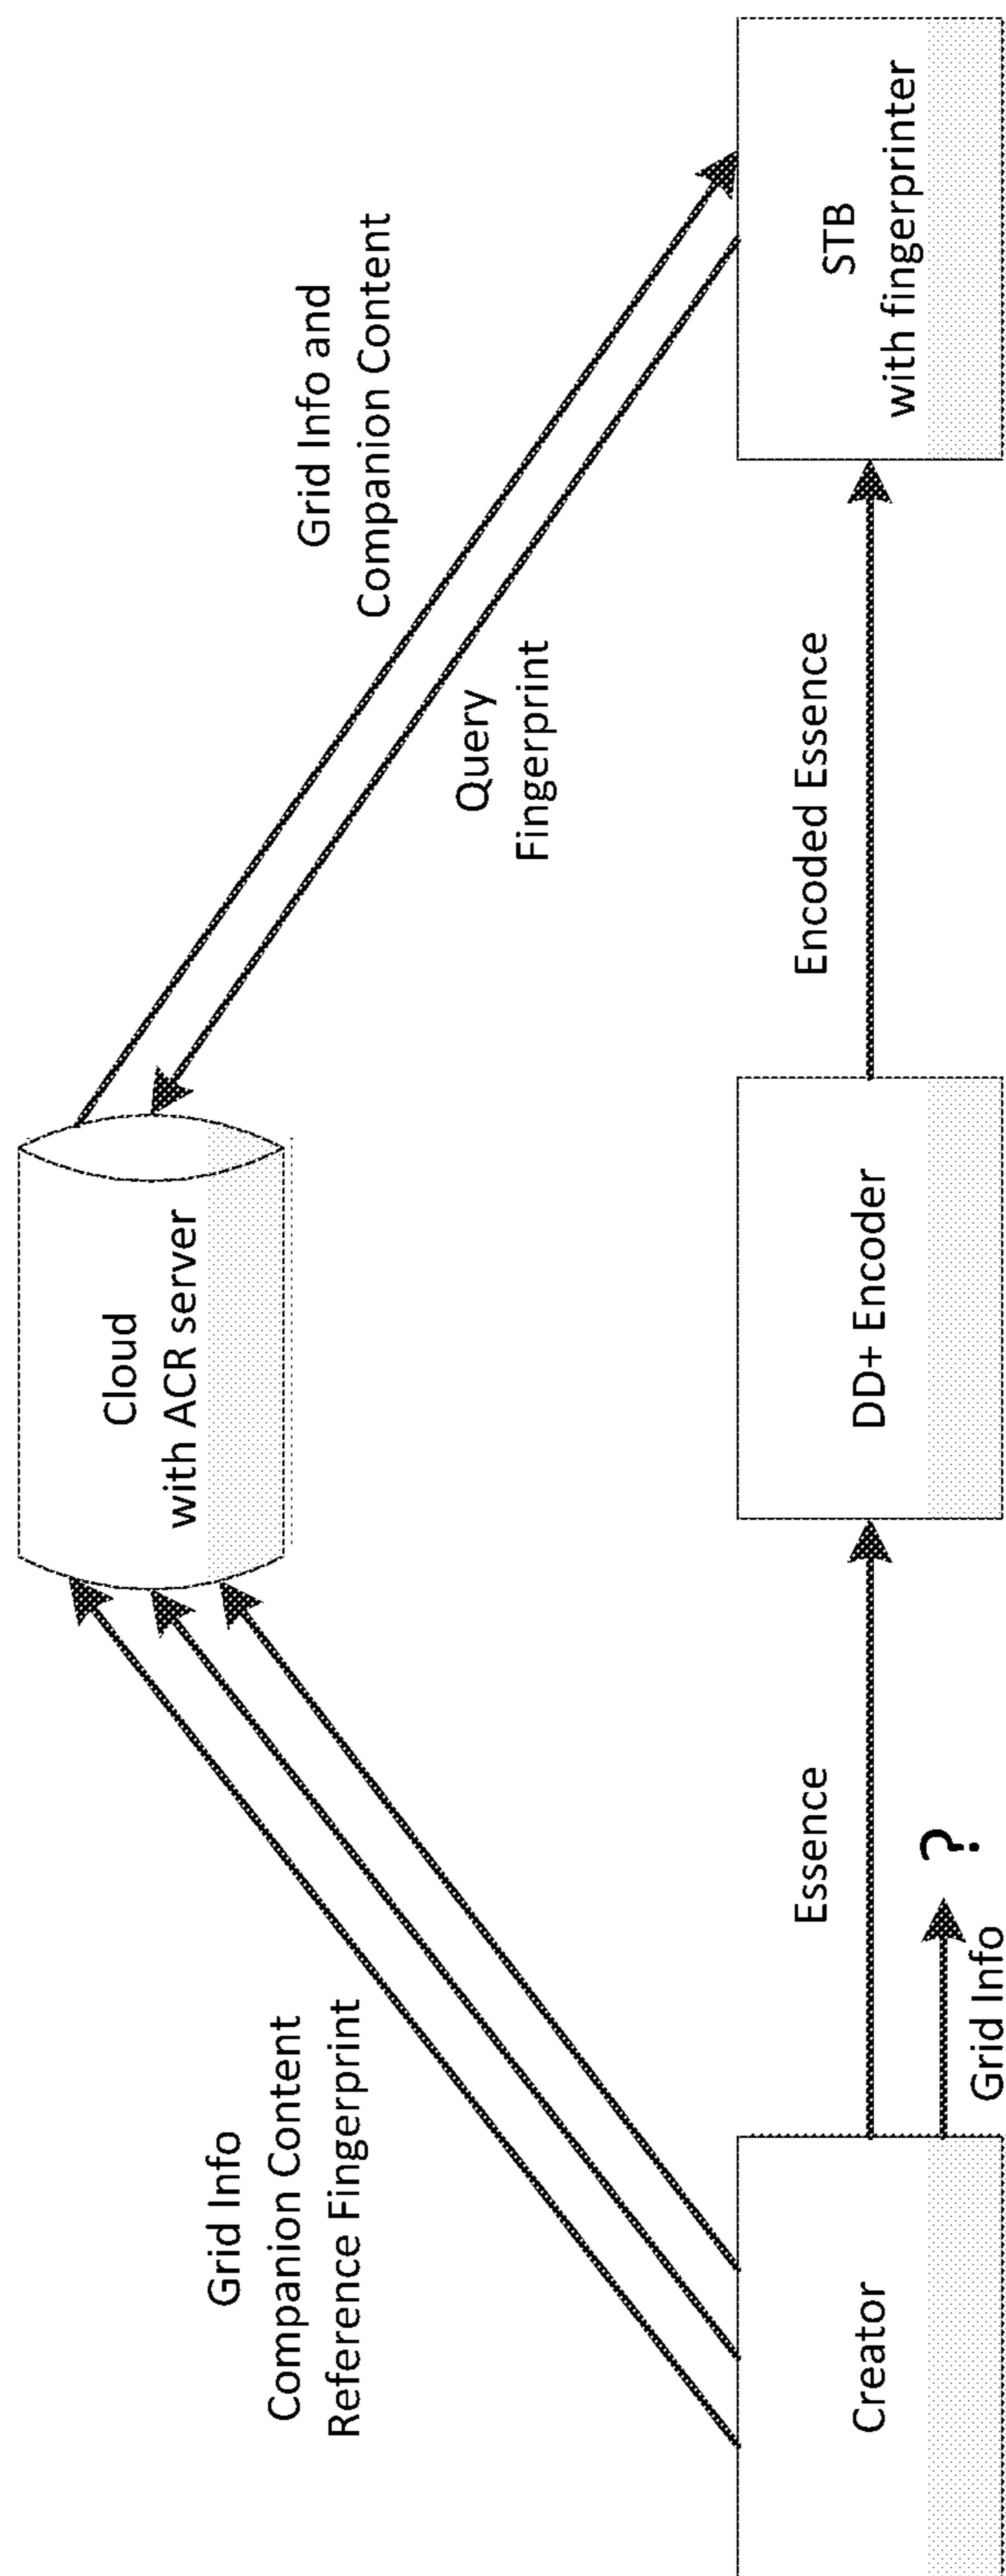 Cloud
with ACR server
Grid Info
Companion Content
Reference Fingerprint
Grid Info and
Companion Content
Query
Fingerprint
Creator
Essence
Grid Info
?
DD+ Encoder
Encoded Essence
STB
with fingerprinter